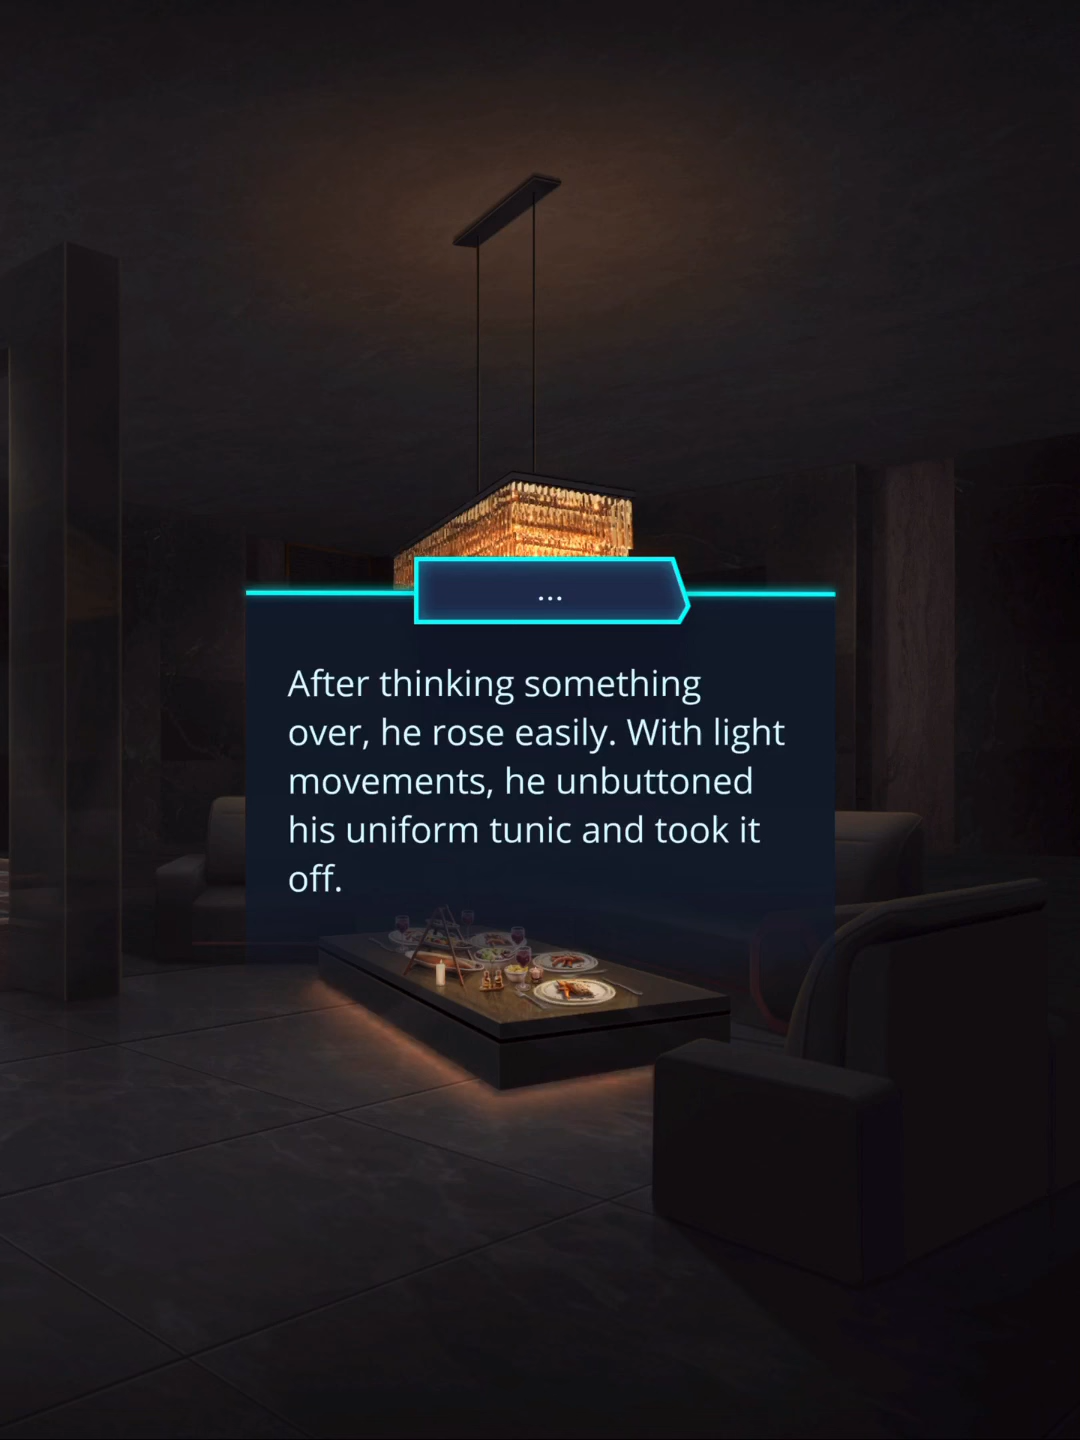 ...
After thinking something
over, he rose easily. With light
movements, he unbuttoned
his uniform tunic and took it
off.